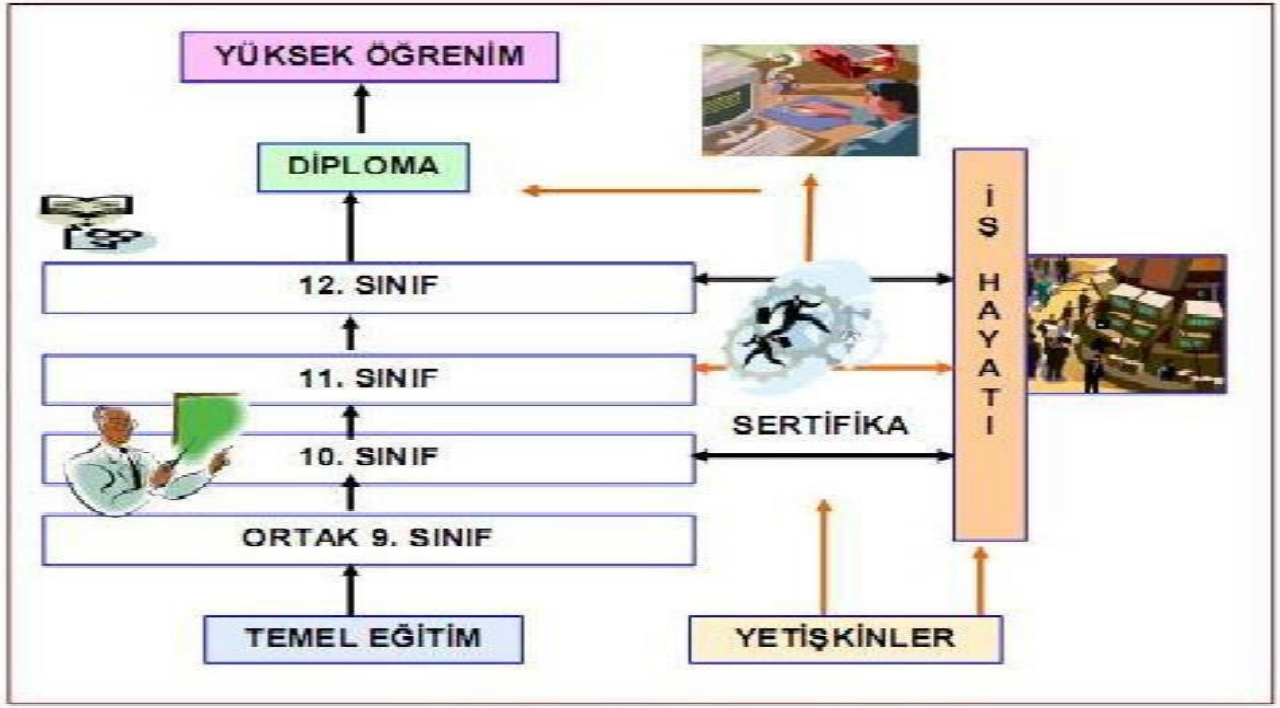 YÜKSEK ÖĞRENİM
DİPLOMA
12. SINIF
11. SINIF
10. SINIF
ORTAK 9. SINIF
TEMEL EĞİTİM
SERTİFİKA
YETİŞKİNLER
İŞ HAYATI